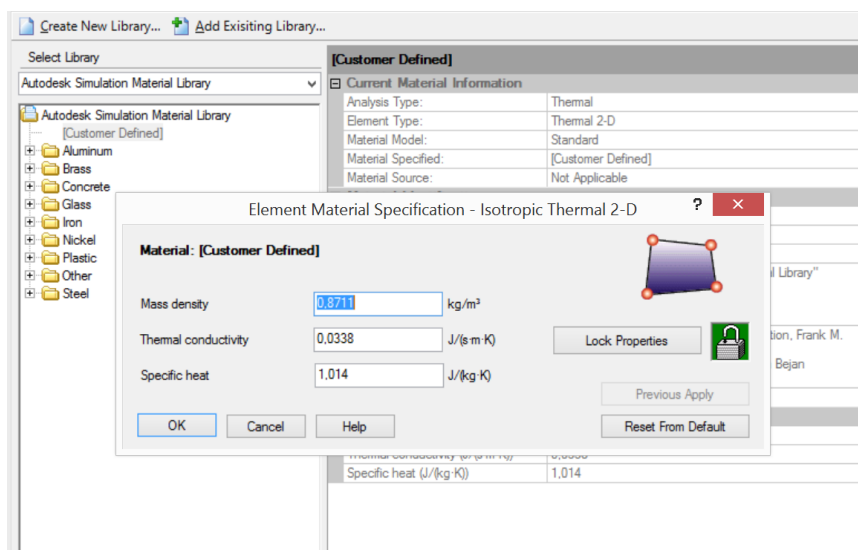 Create New Library... Add Exisiting Library...
Select Library
Autodesk Simulation Material Library
Autodesk Simulation Material Library
[Customer Defined]
Aluminum
Brass
Concrete
Glass
Iron
Nickel
Plastic
Other
Steel
[Customer Defined]
Current Material Information
Analysis Type: Thermal
Element Type: Thermal 2-D
Material Model: Standard
Material Specified: [Customer Defined]
Material Source: Not Applicable
Library"
tion, Frank M.
Bejan
Specific heat (J/(kg·K)) 1,014
Element Material Specification - Isotropic Thermal 2-D ?
Material: [Customer Defined]
Mass density 0,8711 kg/m³
Thermal conductivity 0,0338 J/(s·m·K)
Specific heat 1,014 J/(kg·K)
Lock Properties
Previous Apply
OK Cancel Help Reset From Default